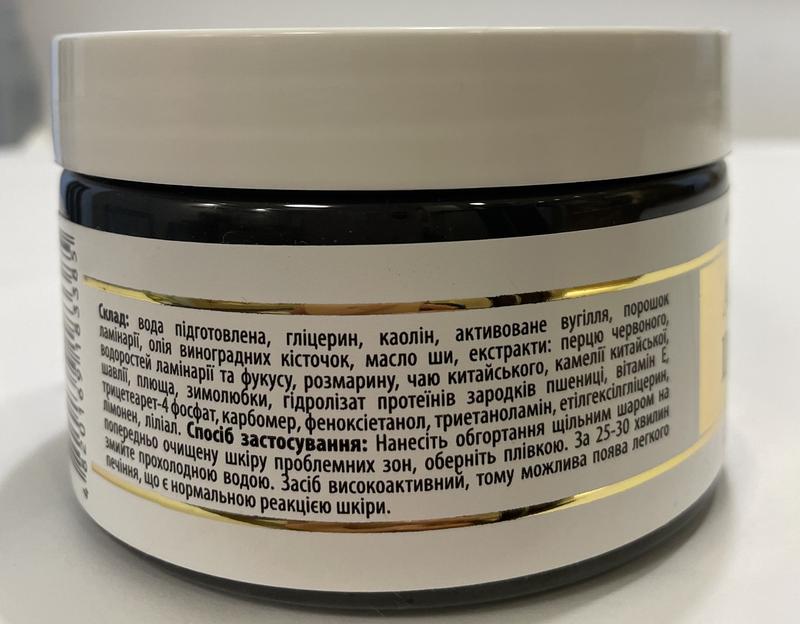 Склад: вода підготовлена, гліцерин, каолін, активоване вугілля, порошок
ламінарії, олія виноградних кісточок, масло ши, екстракти: перцю червоного,
водоростей ламінарії та фукусу, розмарину, чаю китайського, камелії китайської,
шавлії, плюща, зимолюбки, гідролізат протеїнів зародків пшениці, вітамін Е,
трицетеарет-4 фосфат, карбомер, феноксіетанол, триетаноламін, етілгексілгліцерин,
лімонен, ліліал. Спосіб застосування: Нанесіть обгортання щільним шаром на
попередньо очищену шкіру проблемних зон, оберніть плівкою. За 25-30 хвилин
змийте прохолодною водою. Засіб високоактивний, тому можлива поява легкого
печіння, що є нормальною реакцією шкіри.